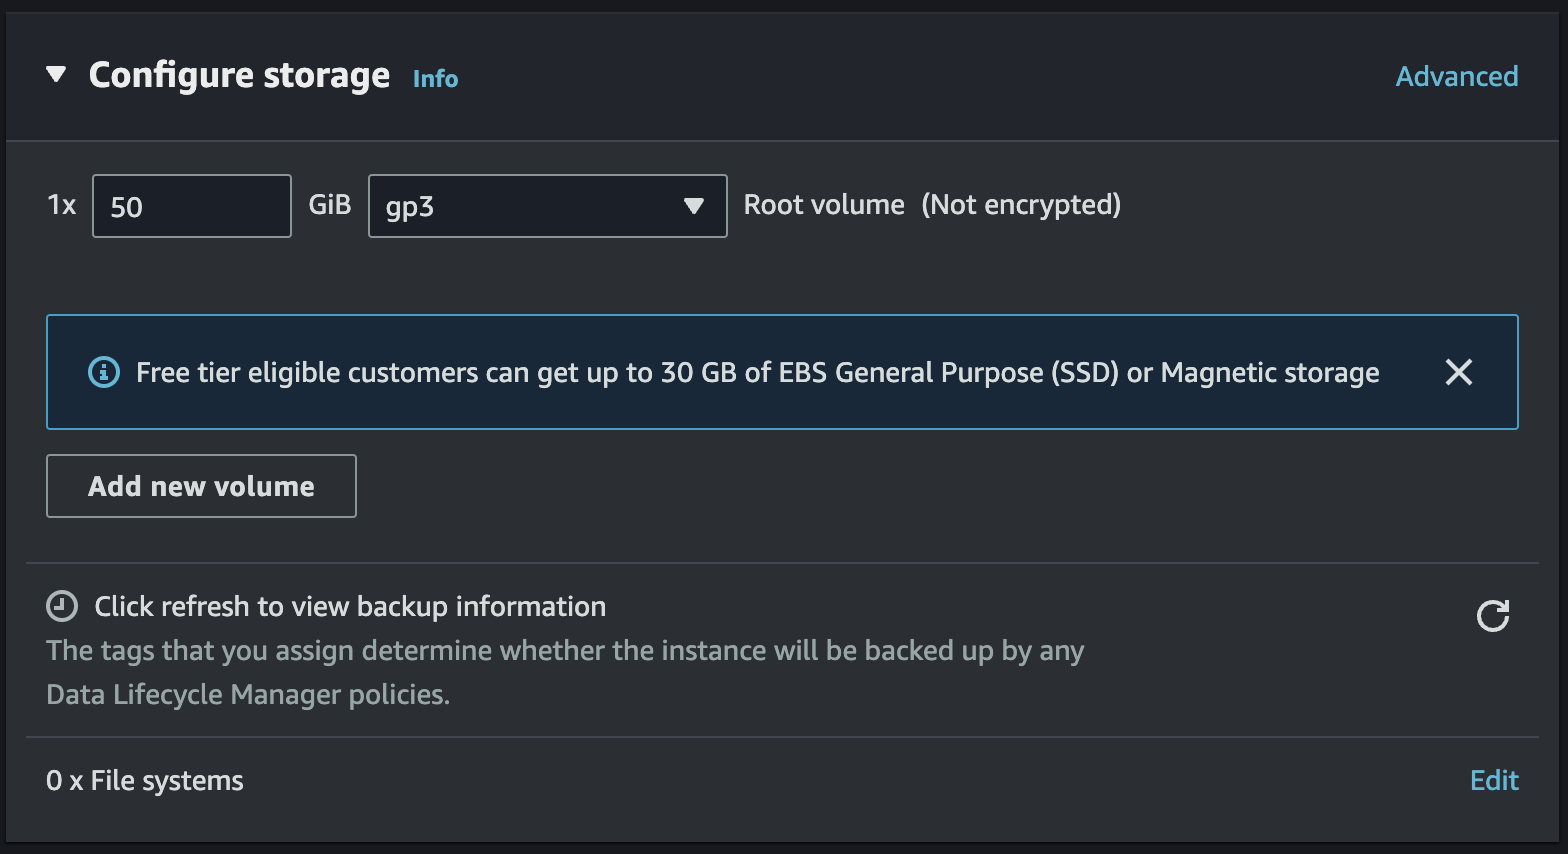 Configure storage Info Advanced
1x 50 GiB gp3 Root volume (Not encrypted)
Free tier eligible customers can get up to 30 GB of EBS General Purpose (SSD) or Magnetic storage
Add new volume
Click refresh to view backup information
The tags that you assign determine whether the instance will be backed up by any
Data Lifecycle Manager policies.
0 x File systems Edit